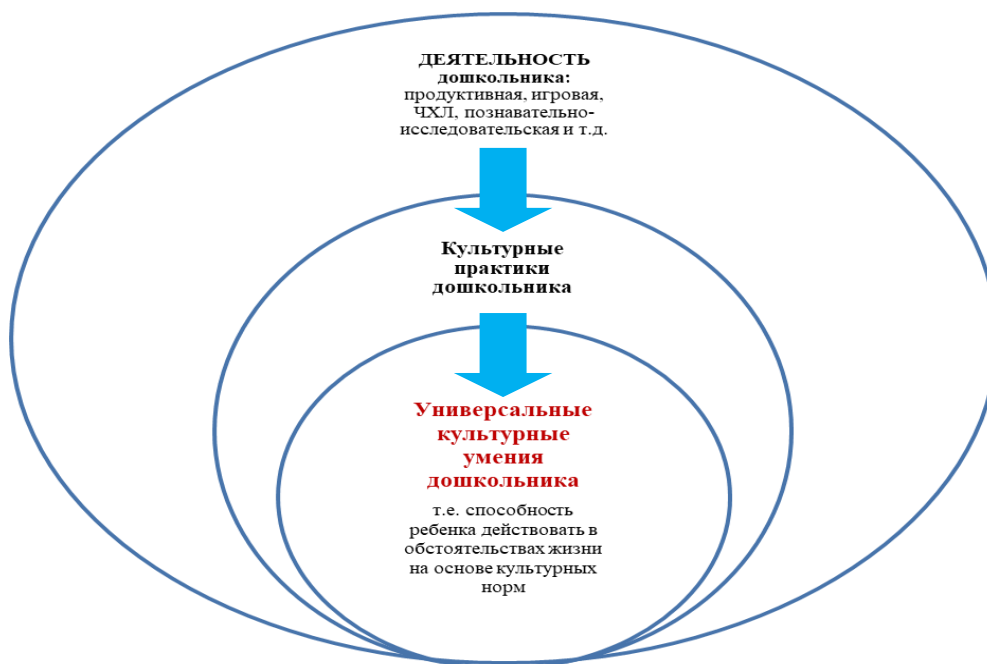 ДЕЯТЕЛЬНОСТЬ
дошкольника:
продуктивная, игровая,
ЧХЛ, познавательно-
исследовательская и т.д.
Культурные
практики
дошкольника
Универсальные
культурные
умения
дошкольника
т.е. способность
ребенка действовать в
обстоятельствах жизни
на основе культурных
норм